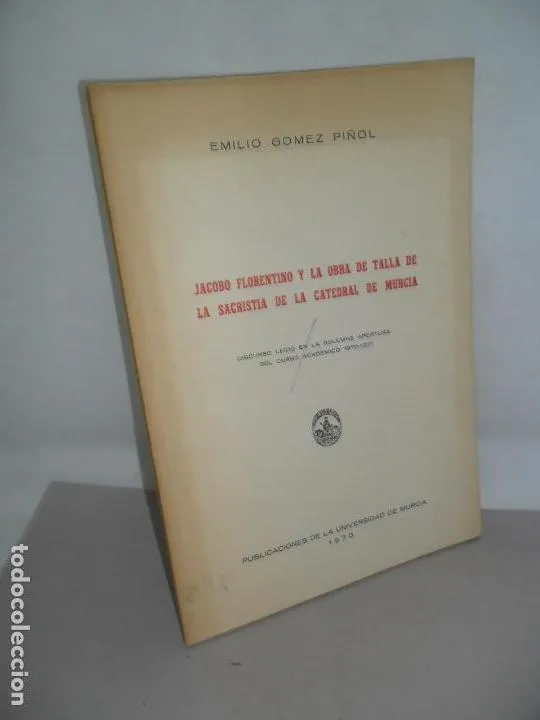 EMILIO GOMEZ PIÑOL
JACOBO FLORENTINO Y LA OBRA DE TALLA DE
LA SACRISTIA DE LA CATEDRAL DE MURCIA
DISCURSO LEIDO EN LA SOLEMNE APERTURA
DEL CURSO ACADEMICO 1970-1971
PUBLICACIONES DE LA UNIVERSIDAD DE MURCIA
1970
todocoleccion